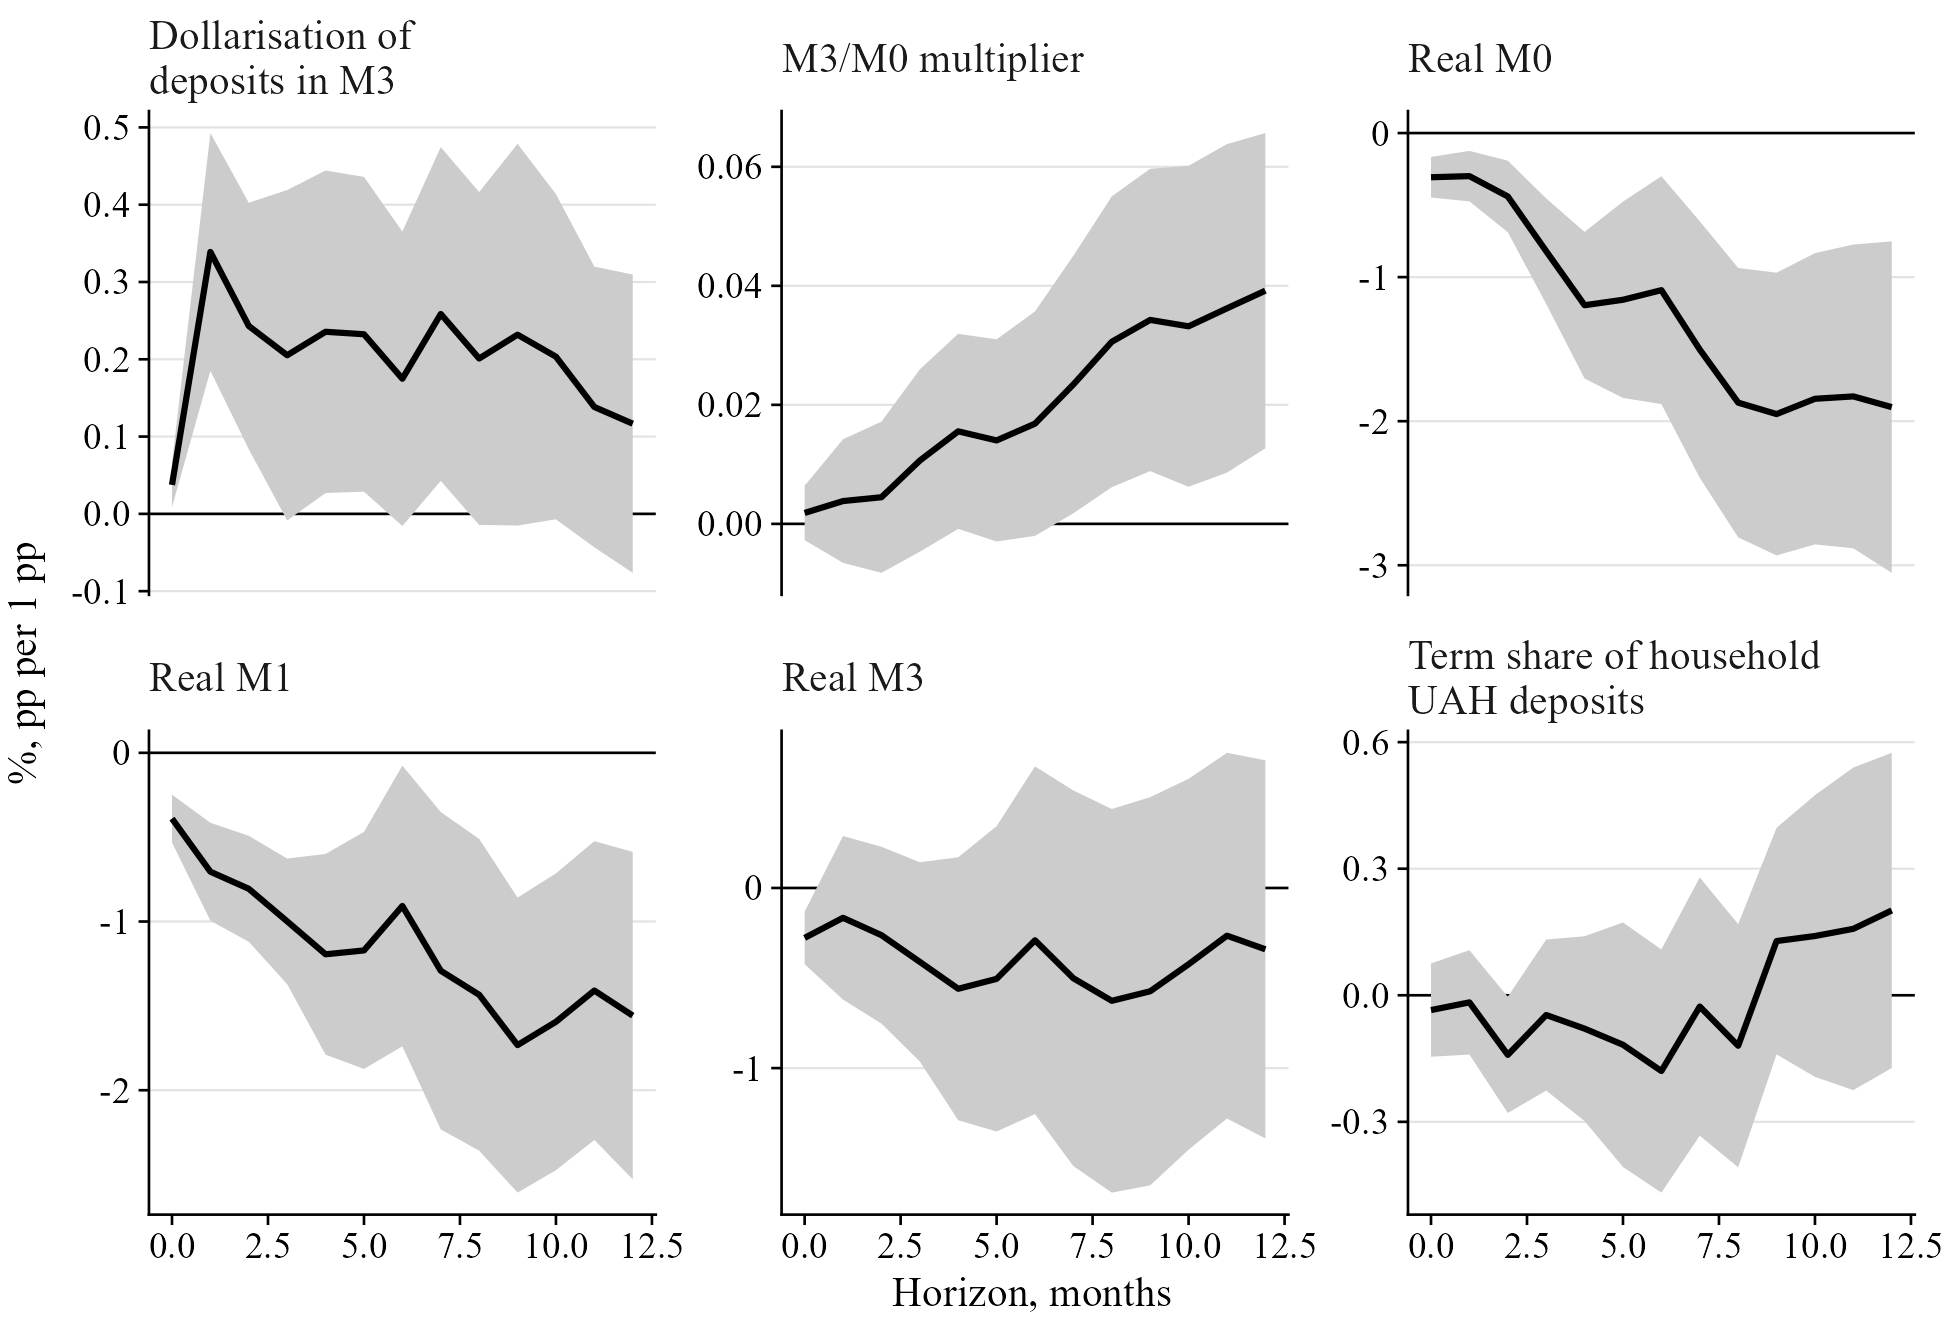 Dollarisation of
deposits in M3
0.5
0.4
0.3
0.2
0.1
0.0
-0.1
M3/M0 multiplier
0.06
0.04
0.02
0.00
Real M0
0
-1
-2
-3
%, pp per 1 pp
Real M1
0
-1
-2
0.0 2.5 5.0 7.5 10.0 12.5
Real M3
0
-1
0.0 2.5 5.0 7.5 10.0 12.5
Term share of household
UAH deposits
0.6
0.3
0.0
-0.3
0.0 2.5 5.0 7.5 10.0 12.5
Horizon, months